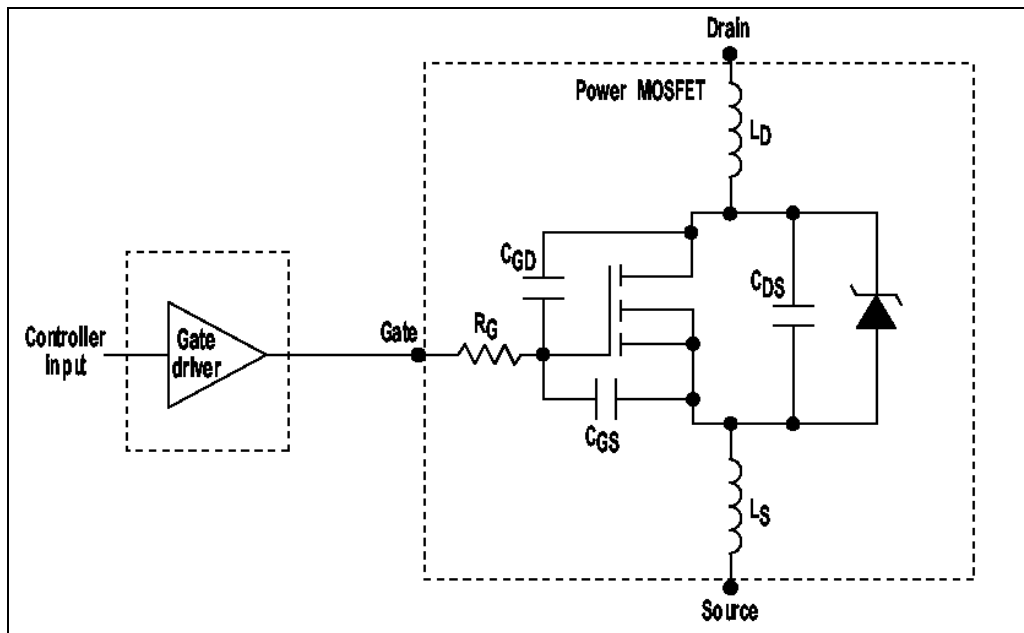 Drain
Power MOSFET
LD
CGD
CDS
Controller
input
Gate
driver
Gate
RG
CGS
LS
Source